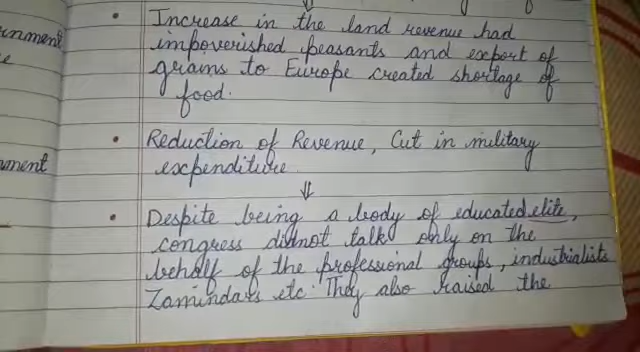 • Increase in the land revenue had
impoverished peasants and export of
grains to Europe created shortage of
food.
• Reduction of Revenue, Cut in military
expenditure
⇓
• Despite being a body of educated elite,
congress didnot talk only on the
behalf of the professional groups, industrialists
Zamindars etc. They also raised the